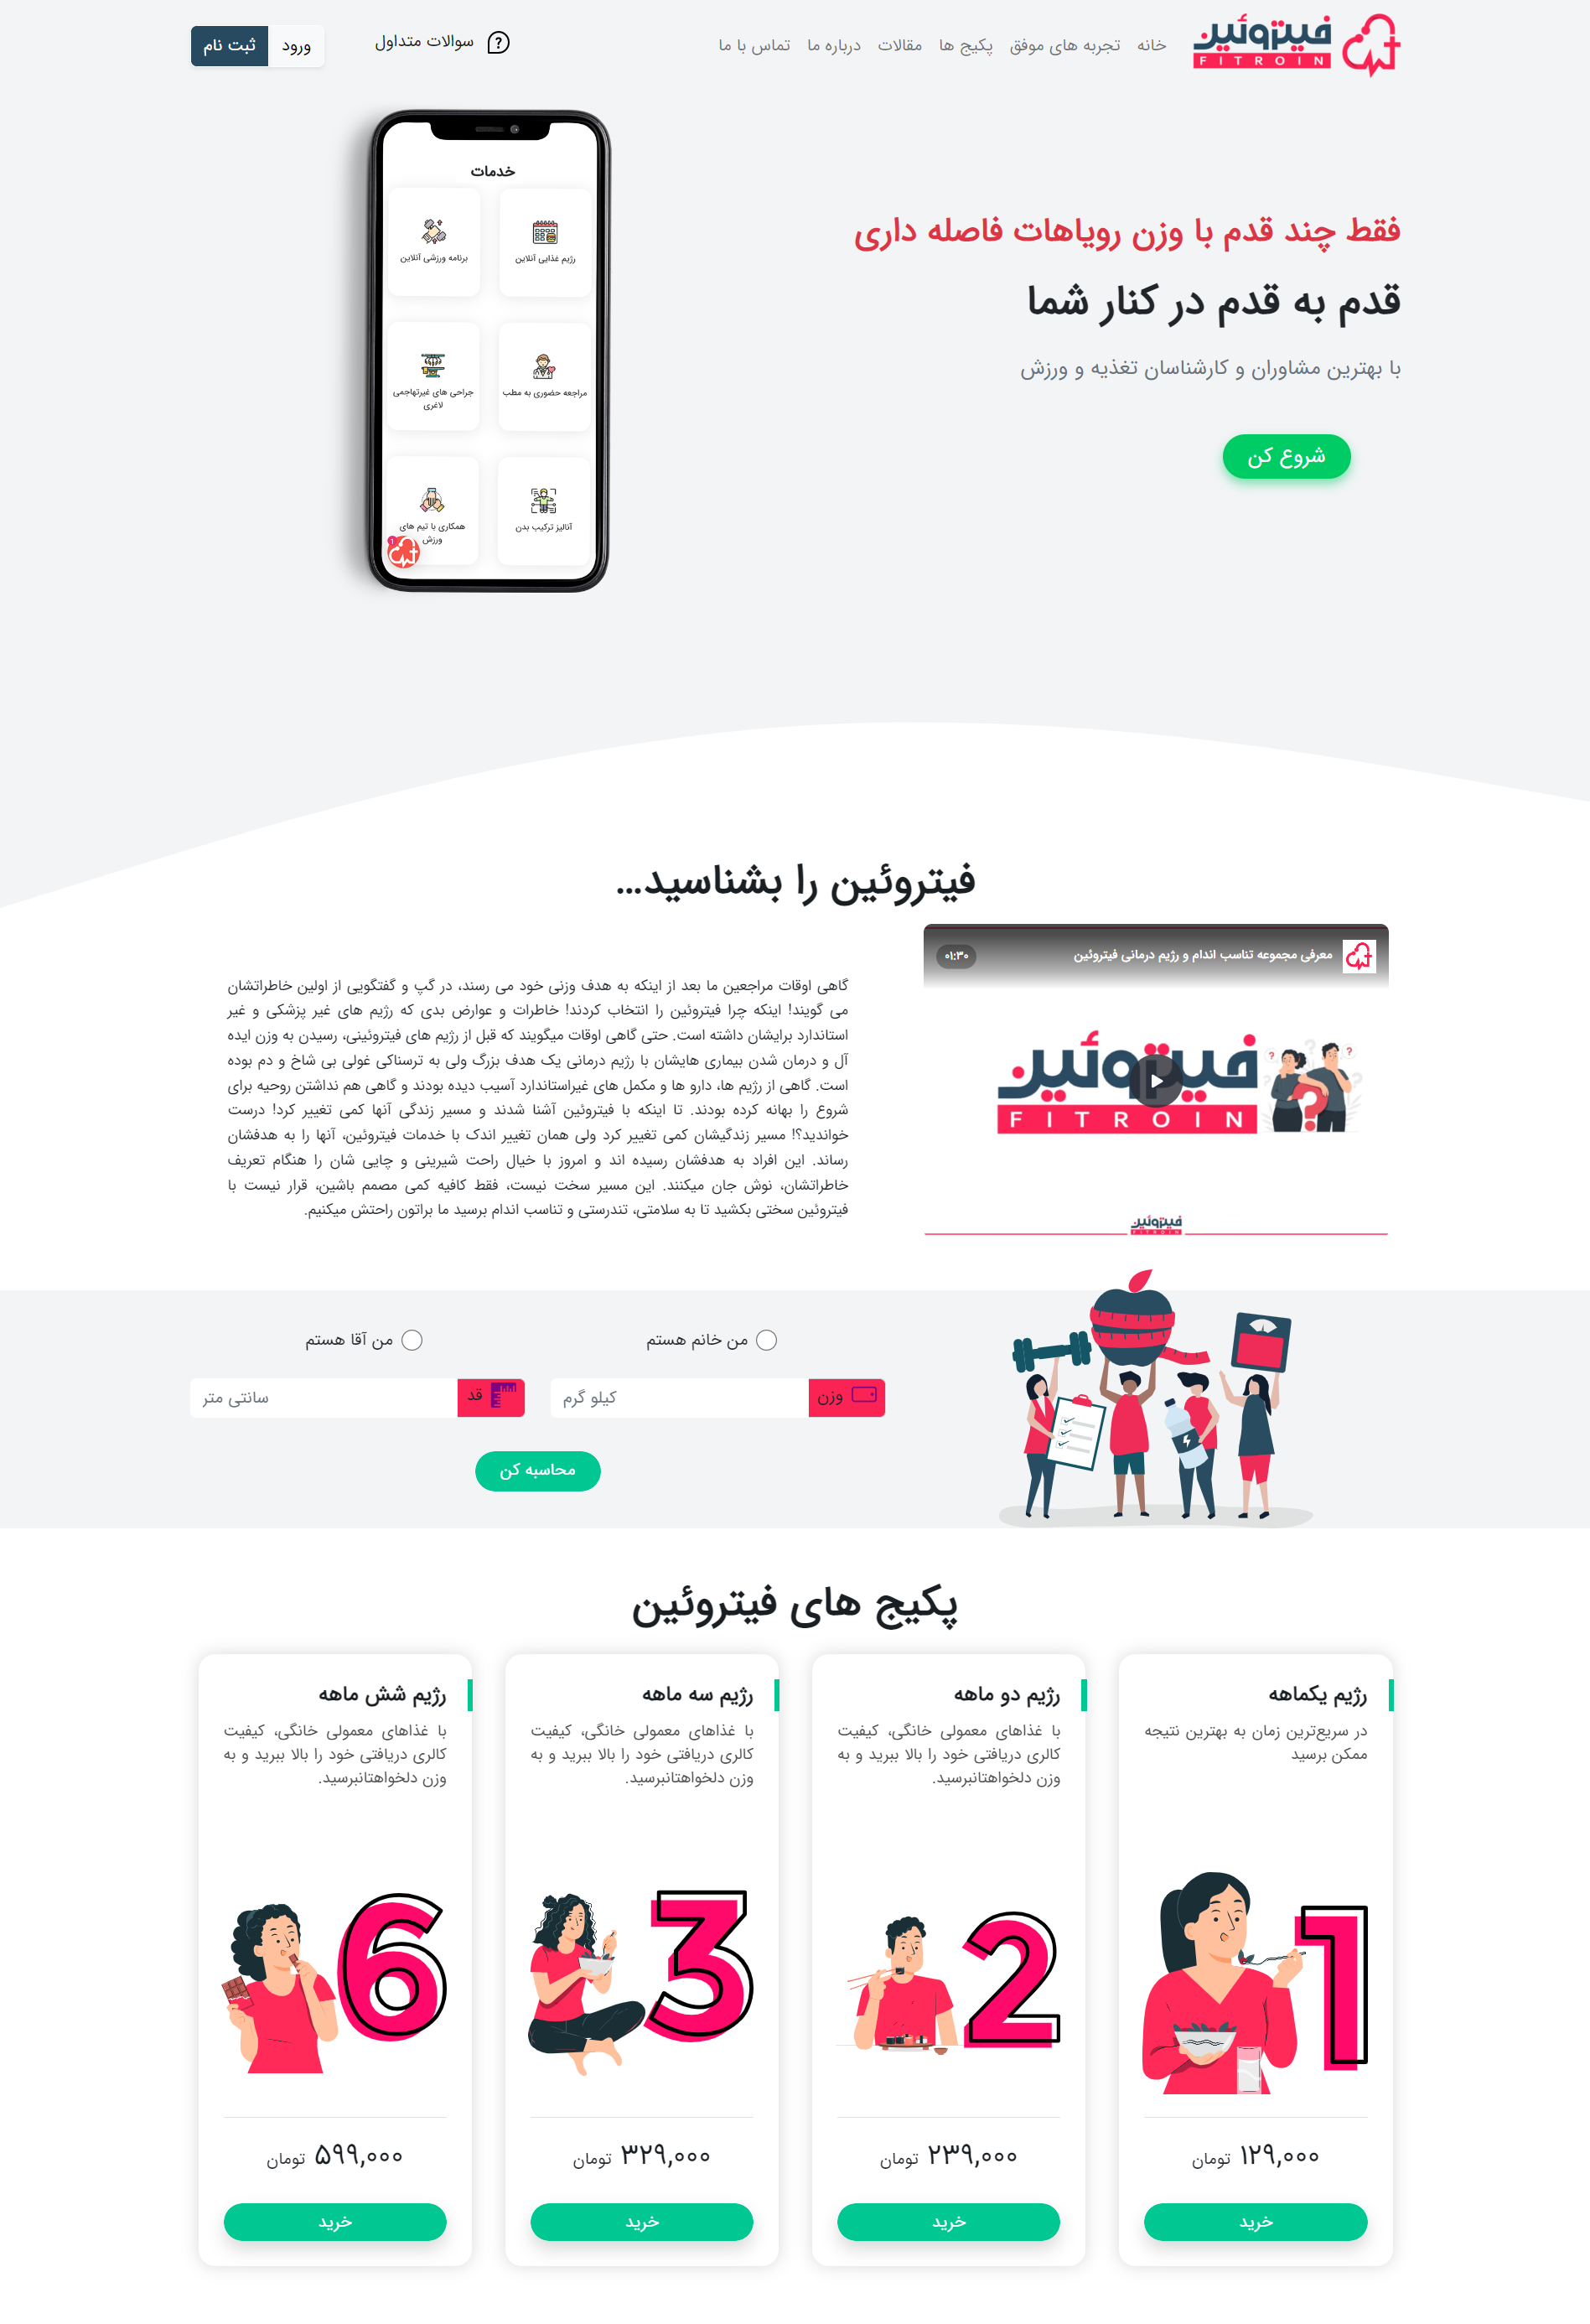 فیتروئین
FITROIN
خانه
تجربه های موفق
پکیج ها
مقالات
درباره ما
تماس با ما
سوالات متداول
ورود
ثبت نام
فقط چند قدم با وزن رویاهات فاصله داری
قدم به قدم در کنار شما
با بهترین مشاوران و کارشناسان تغذیه و ورزش
شروع کن
خدمات
رژیم غذایی آنلاین
برنامه ورزشی آنلاین
مراجعه حضوری به مطب
جراحی های غیرتهاجمی
لاغری
آنالیز ترکیب بدن
همکاری با تیم های
ورزش
فیتروئین را بشناسید...
معرفی مجموعه تناسب اندام و رژیم درمانی فیتروئین
۰۱:۳۰
فیتروئین
FITROIN
فیتروئین
FITROIN
گاهی اوقات مراجعین ما بعد از اینکه به هدف وزنی خود می رسند، در گپ و گفتگویی از اولین خاطراتشان
می گویند! اینکه چرا فیتروئین را انتخاب کردند! خاطرات و عوارض بدی که رژیم های غیر پزشکی و غیر
استاندارد برایشان داشته است. حتی گاهی اوقات میگویند که قبل از رژیم های فیتروئینی، رسیدن به وزن ایده
آل و درمان شدن بیماری هایشان با رژیم درمانی یک هدف بزرگ ولی به ترسناکی غولی بی شاخ و دم بوده
است. گاهی از رژیم ها، دارو ها و مکمل های غیراستاندارد آسیب دیده بودند و گاهی هم نداشتن روحیه برای
شروع را بهانه کرده بودند. تا اینکه با فیتروئین آشنا شدند و مسیر زندگی آنها کمی تغییر کرد! درست
خواندید؟! مسیر زندگیشان کمی تغییر کرد ولی همان تغییر اندک با خدمات فیتروئین، آنها را به هدفشان
رساند. این افراد به هدفشان رسیده اند و امروز با خیال راحت شیرینی و چایی شان را هنگام تعریف
خاطراتشان، نوش جان میکنند. این مسیر سخت نیست، فقط کافیه کمی مصمم باشین، قرار نیست با
فیتروئین سختی بکشید تا به سلامتی، تندرستی و تناسب اندام برسید ما براتون راحتش میکنیم.
من خانم هستم
من آقا هستم
وزن
کیلو گرم
قد
سانتی متر
محاسبه کن
پکیج های فیتروئین
رژیم یکماهه
در سریع‌ترین زمان به بهترین نتیجه
ممکن برسید
1
۱۲۹,۰۰۰ تومان
خرید
رژیم دو ماهه
با غذاهای معمولی خانگی، کیفیت
کالری دریافتی خود را بالا ببرید و به
وزن دلخواهتانبرسید.
2
۲۳۹,۰۰۰ تومان
خرید
رژیم سه ماهه
با غذاهای معمولی خانگی، کیفیت
کالری دریافتی خود را بالا ببرید و به
وزن دلخواهتانبرسید.
3
۳۲۹,۰۰۰ تومان
خرید
رژیم شش ماهه
با غذاهای معمولی خانگی، کیفیت
کالری دریافتی خود را بالا ببرید و به
وزن دلخواهتانبرسید.
6
۵۹۹,۰۰۰ تومان
خرید